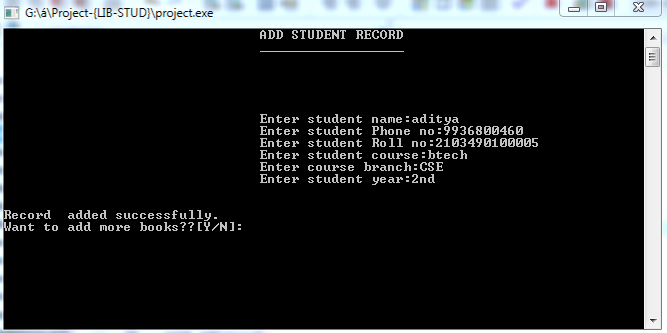 G:\á\Project-{LIB-STUD}\project.exe
ADD STUDENT RECORD
Enter student name:aditya
Enter student Phone no:9936800460
Enter student Roll no:2103490100005
Enter student course:btech
Enter course branch:CSE
Enter student year:2nd
Record  added successfully.
Want to add more books??[Y/N]: